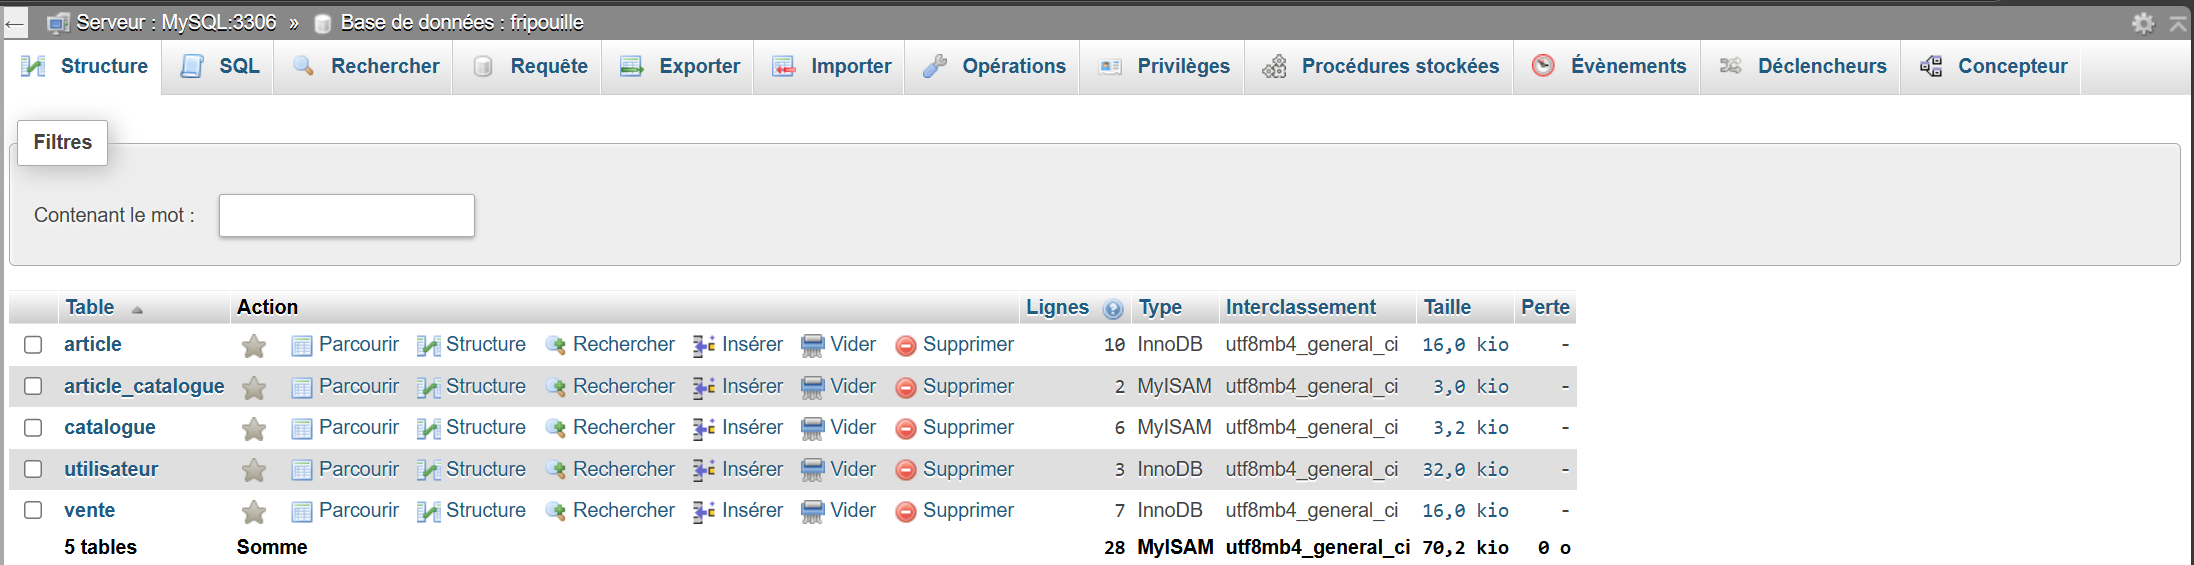 Serveur : MySQL:3306 » Base de données : fripouille
Structure SQL Rechercher Requête Exporter Importer Opérations Privilèges Procédures stockées Évènements Déclencheurs Concepteur
Filtres
Contenant le mot :
Table Action Lignes Type Interclassement Taille Perte
article Parcourir Structure Rechercher Insérer Vider Supprimer 10 InnoDB utf8mb4_general_ci 16,0 kio -
article_catalogue Parcourir Structure Rechercher Insérer Vider Supprimer 2 MyISAM utf8mb4_general_ci 3,0 kio -
catalogue Parcourir Structure Rechercher Insérer Vider Supprimer 6 MyISAM utf8mb4_general_ci 3,2 kio -
utilisateur Parcourir Structure Rechercher Insérer Vider Supprimer 3 InnoDB utf8mb4_general_ci 32,0 kio -
vente Parcourir Structure Rechercher Insérer Vider Supprimer 7 InnoDB utf8mb4_general_ci 16,0 kio -
5 tables Somme 28 MyISAM utf8mb4_general_ci 70,2 kio 0 o